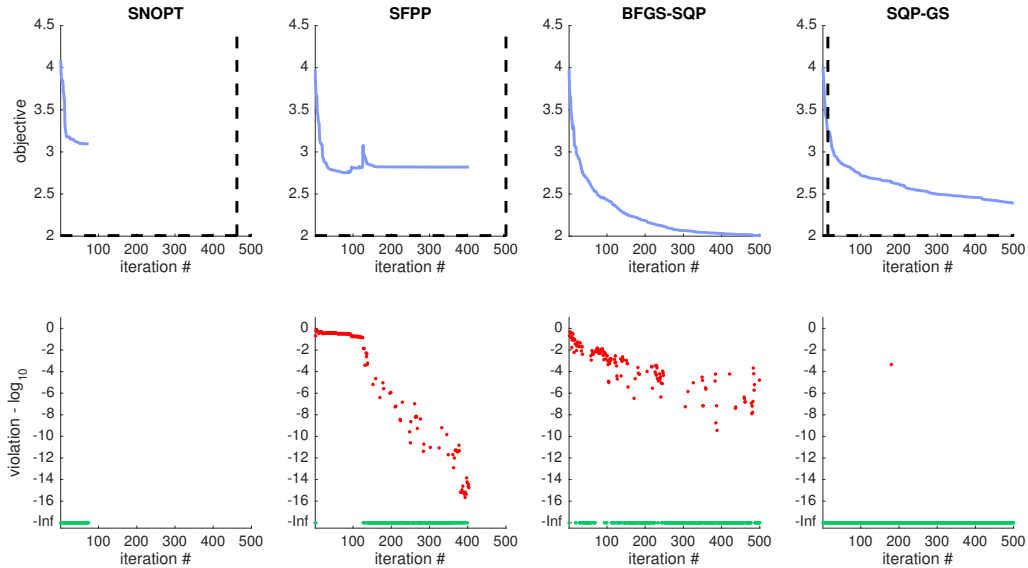 SNOPT SFPP BFGS-SQP SQP-GS
4.5 4.5 4.5 4.5
4 4 4 4
3.5 3.5 3.5 3.5
objective
3 3 3 3
2.5 2.5 2.5 2.5
2 2 2 2
100 200 300 400 500 100 200 300 400 500 100 200 300 400 500 100 200 300 400 500
iteration # iteration # iteration # iteration #
0 0 0 0
-2 -2 -2 -2
-4 -4 -4 -4
-6 -6 -6 -6
violation - log10
-8 -8 -8 -8
-10 -10 -10 -10
-12 -12 -12 -12
-14 -14 -14 -14
-16 -16 -16 -16
-Inf -Inf -Inf -Inf
100 200 300 400 500 100 200 300 400 500 100 200 300 400 500 100 200 300 400 500
iteration # iteration # iteration # iteration #